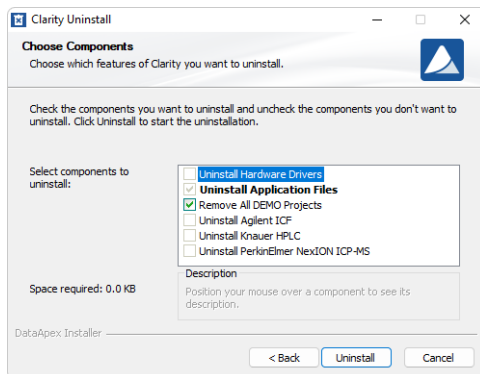 Clarity Uninstall
Choose Components
Choose which features of Clarity you want to uninstall.
Check the components you want to uninstall and uncheck the components you don't want to
uninstall. Click Uninstall to start the uninstallation.
Select components to
uninstall:
Uninstall Hardware Drivers
Uninstall Application Files
Remove All DEMO Projects
Uninstall Agilent ICF
Uninstall Knauer HPLC
Uninstall PerkinElmer NexION ICP-MS
Space required: 0.0 KB
Description
Position your mouse over a component to see its
description.
DataApex Installer
< Back
Uninstall
Cancel